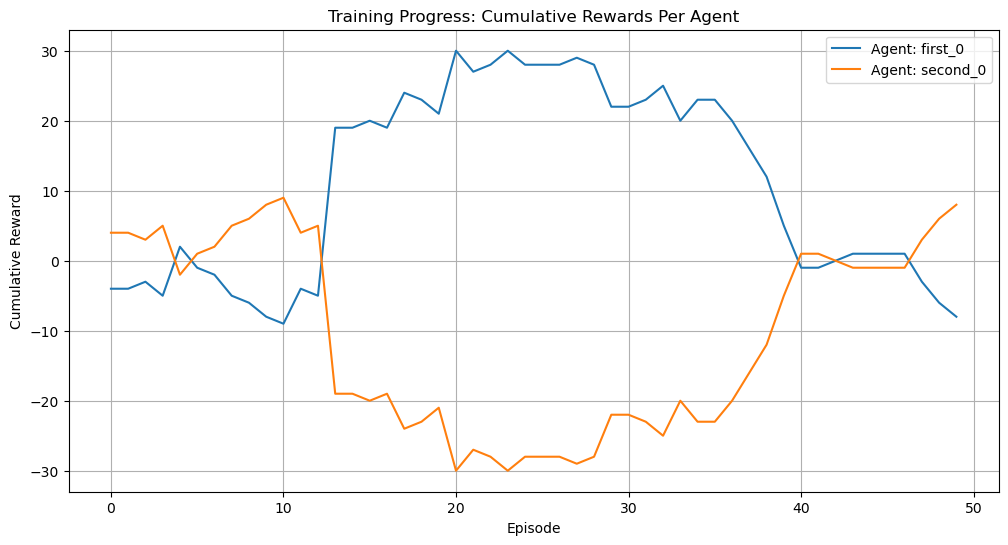 Training Progress: Cumulative Rewards Per Agent
Agent: first_0
Agent: second_0
Cumulative Reward
30
20
10
0
−10
−20
−30
0 10 20 30 40 50
Episode